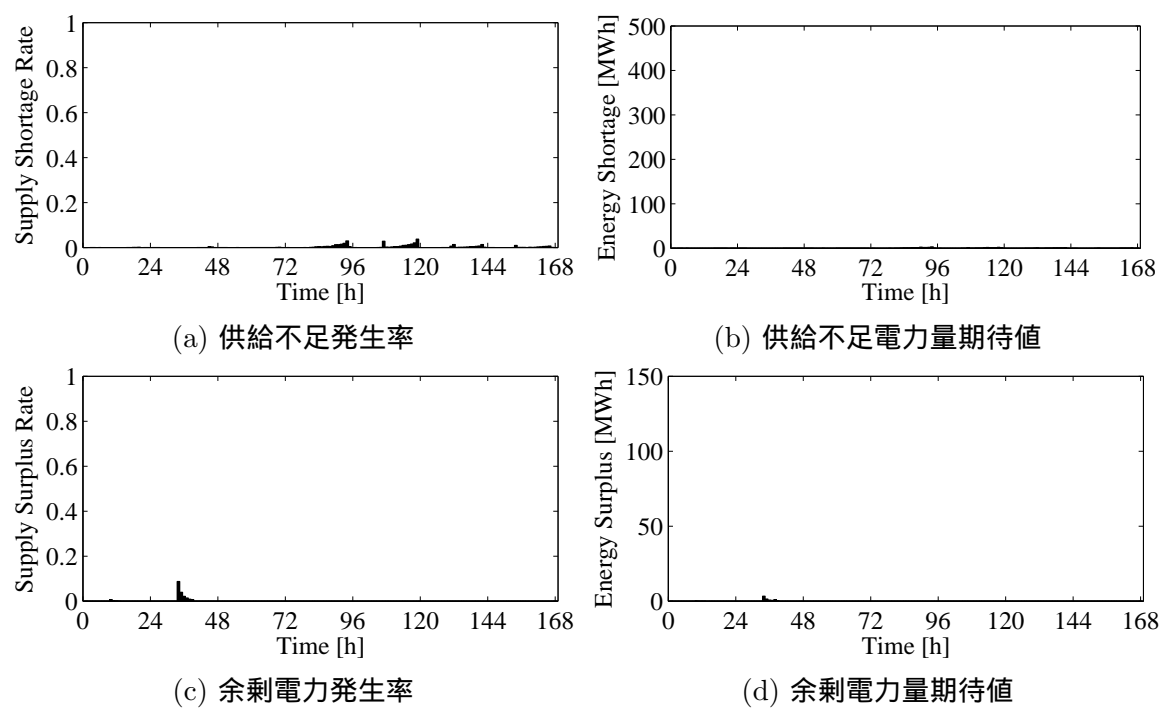 Supply Shortage Rate
1
0.8
0.6
0.4
0.2
0
0 24 48 72 96 120 144 168
Time [h]
(a) 供給不足発生率
Energy Shortage [MWh]
500
400
300
200
100
0
0 24 48 72 96 120 144 168
Time [h]
(b) 供給不足電力量期待値
Supply Surplus Rate
1
0.8
0.6
0.4
0.2
0
0 24 48 72 96 120 144 168
Time [h]
(c) 余剰電力発生率
Energy Surplus [MWh]
150
100
50
0
0 24 48 72 96 120 144 168
Time [h]
(d) 余剰電力量期待値